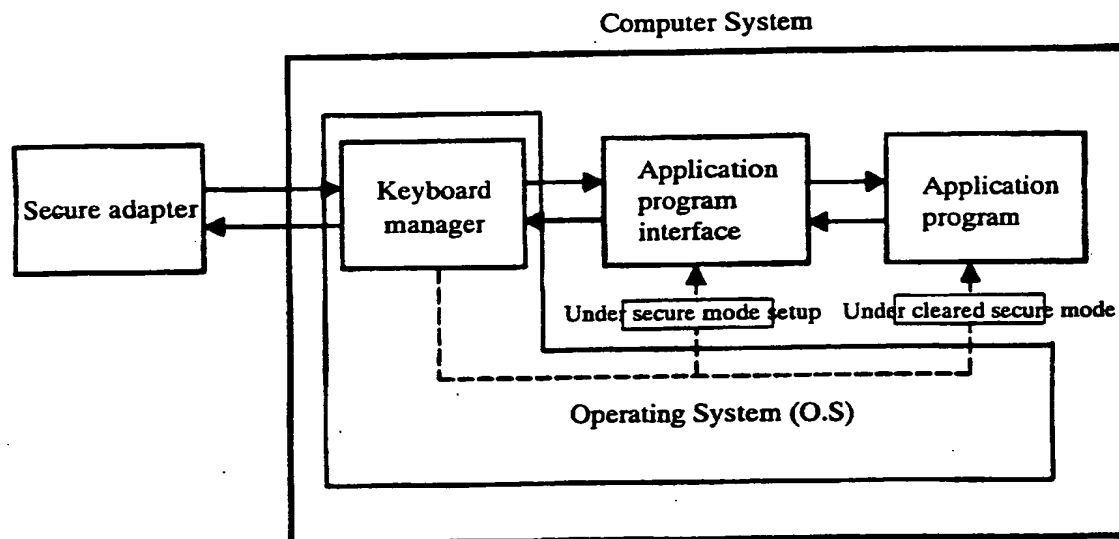 Computer System
Secure adapter
Keyboard
manager
Application
program
interface
Application
program
Under secure mode setup
Under cleared secure mode
Operating System (O.S)